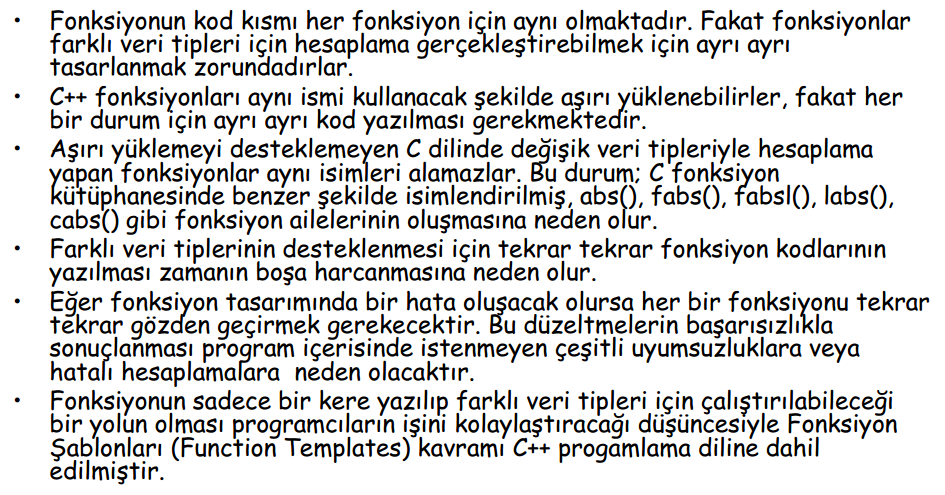 • Fonksiyonun kod kısmı her fonksiyon için aynı olmaktadır. Fakat fonksiyonlar
farklı veri tipleri için hesaplama gerçekleştirebilmek için ayrı ayrı
tasarlanmak zorundadırlar.
• C++ fonksiyonları aynı ismi kullanacak şekilde aşırı yüklenebilirler, fakat her
bir durum için ayrı ayrı kod yazılması gerekmektedir.
• Aşırı yüklemeyi desteklemeyen C dilinde değişik veri tipleriyle hesaplama
yapan fonksiyonlar aynı isimleri alamazlar. Bu durum; C fonksiyon
kütüphanesinde benzer şekilde isimlendirilmiş, abs(), fabs(), fabsl(), labs(),
cabs() gibi fonksiyon ailelerinin oluşmasına neden olur.
• Farklı veri tiplerinin desteklenmesi için tekrar tekrar fonksiyon kodlarının
yazılması zamanın boşa harcanmasına neden olur.
• Eğer fonksiyon tasarımında bir hata oluşacak olursa her bir fonksiyonu tekrar
tekrar gözden geçirmek gerekecektir. Bu düzeltmelerin başarısızlıkla
sonuçlanması program içerisinde istenmeyen çeşitli uyumsuzluklara veya
hatalı hesaplamalara  neden olacaktır.
• Fonksiyonun sadece bir kere yazılıp farklı veri tipleri için çalıştırılabileceği
bir yolun olması programcıların işini kolaylaştıracağı düşüncesiyle Fonksiyon
Şablonları (Function Templates) kavramı C++ progamlama diline dahil
edilmiştir.